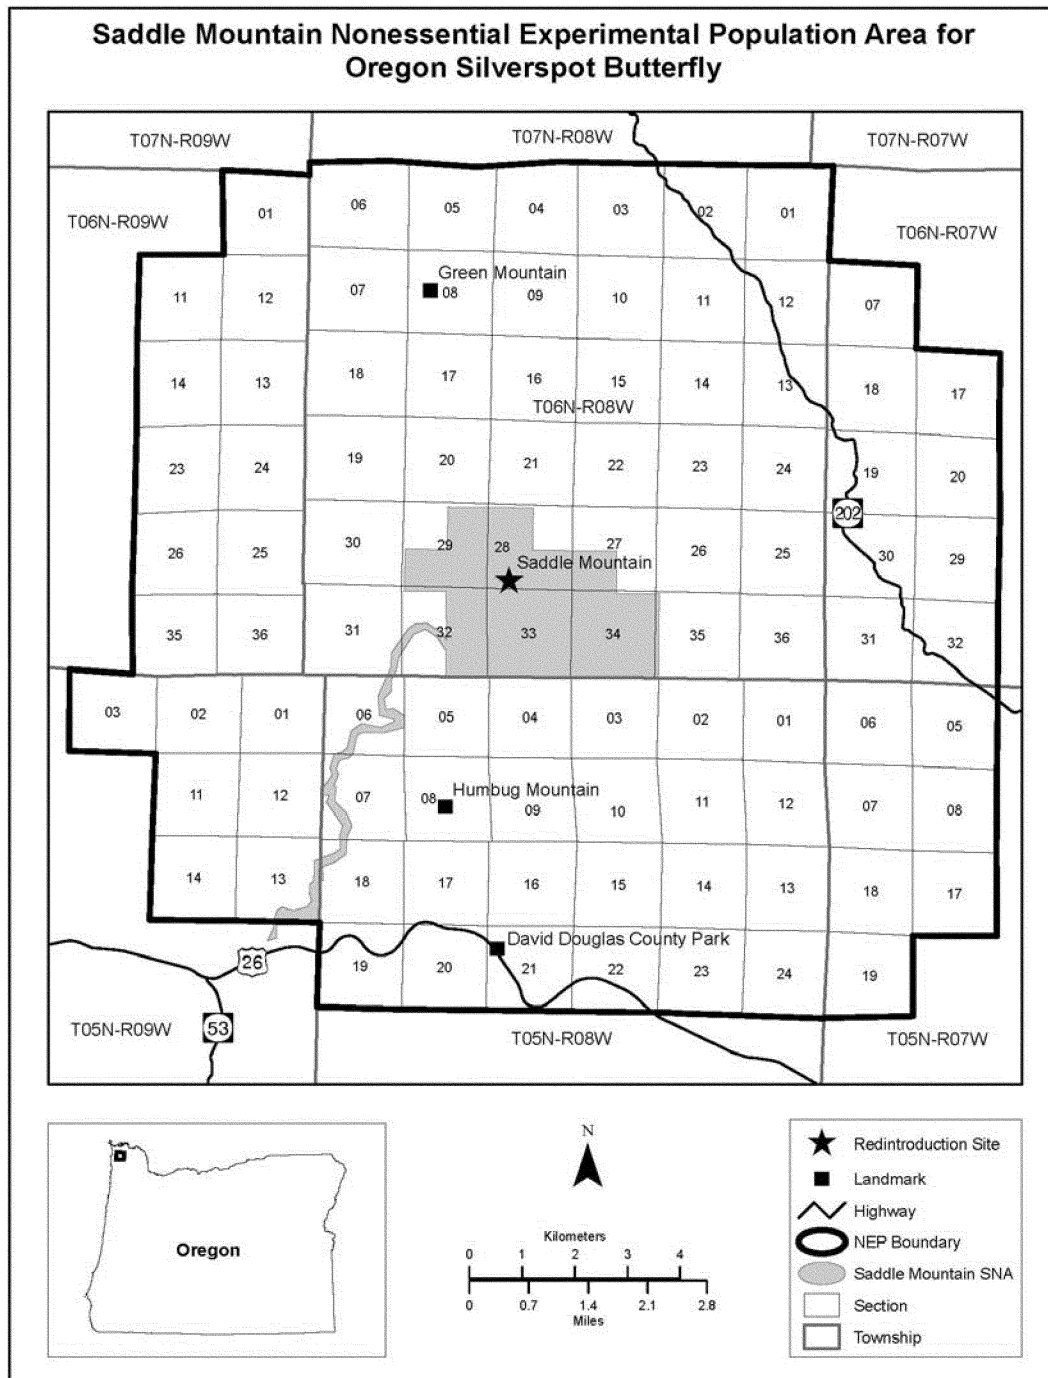 Saddle Mountain Nonessential Experimental Population Area for
Oregon Silverspot Butterfly
T07N-R09W T07N-R08W T07N-R07W
T06N-R09W 01 06 05 04 03 02 01 T06N-R07W
Green Mountain
11 12 07 08 09 10 11 12 07
14 13 18 17 16 15 14 13 18 17
T06N-R08W
23 24 19 20 21 22 23 24 19 20
202
26 25 30 29 28 27 26 25 30 29
Saddle Mountain
35 36 31 32 33 34 35 36 31 32
03 02 01 06 05 04 03 02 01 06 05
Humbug Mountain
11 12 07 08 09 10 11 12 07 08
14 13 18 17 16 15 14 13 18 17
David Douglas County Park
26 19 20 21 22 23 24 19
53
T05N-R09W T05N-R08W T05N-R07W
Oregon
N
Kilometers
0 1 2 3 4
0 0.7 1.4 2.1 2.8
Miles
Redintroduction Site
Landmark
Highway
NEP Boundary
Saddle Mountain SNA
Section
Township